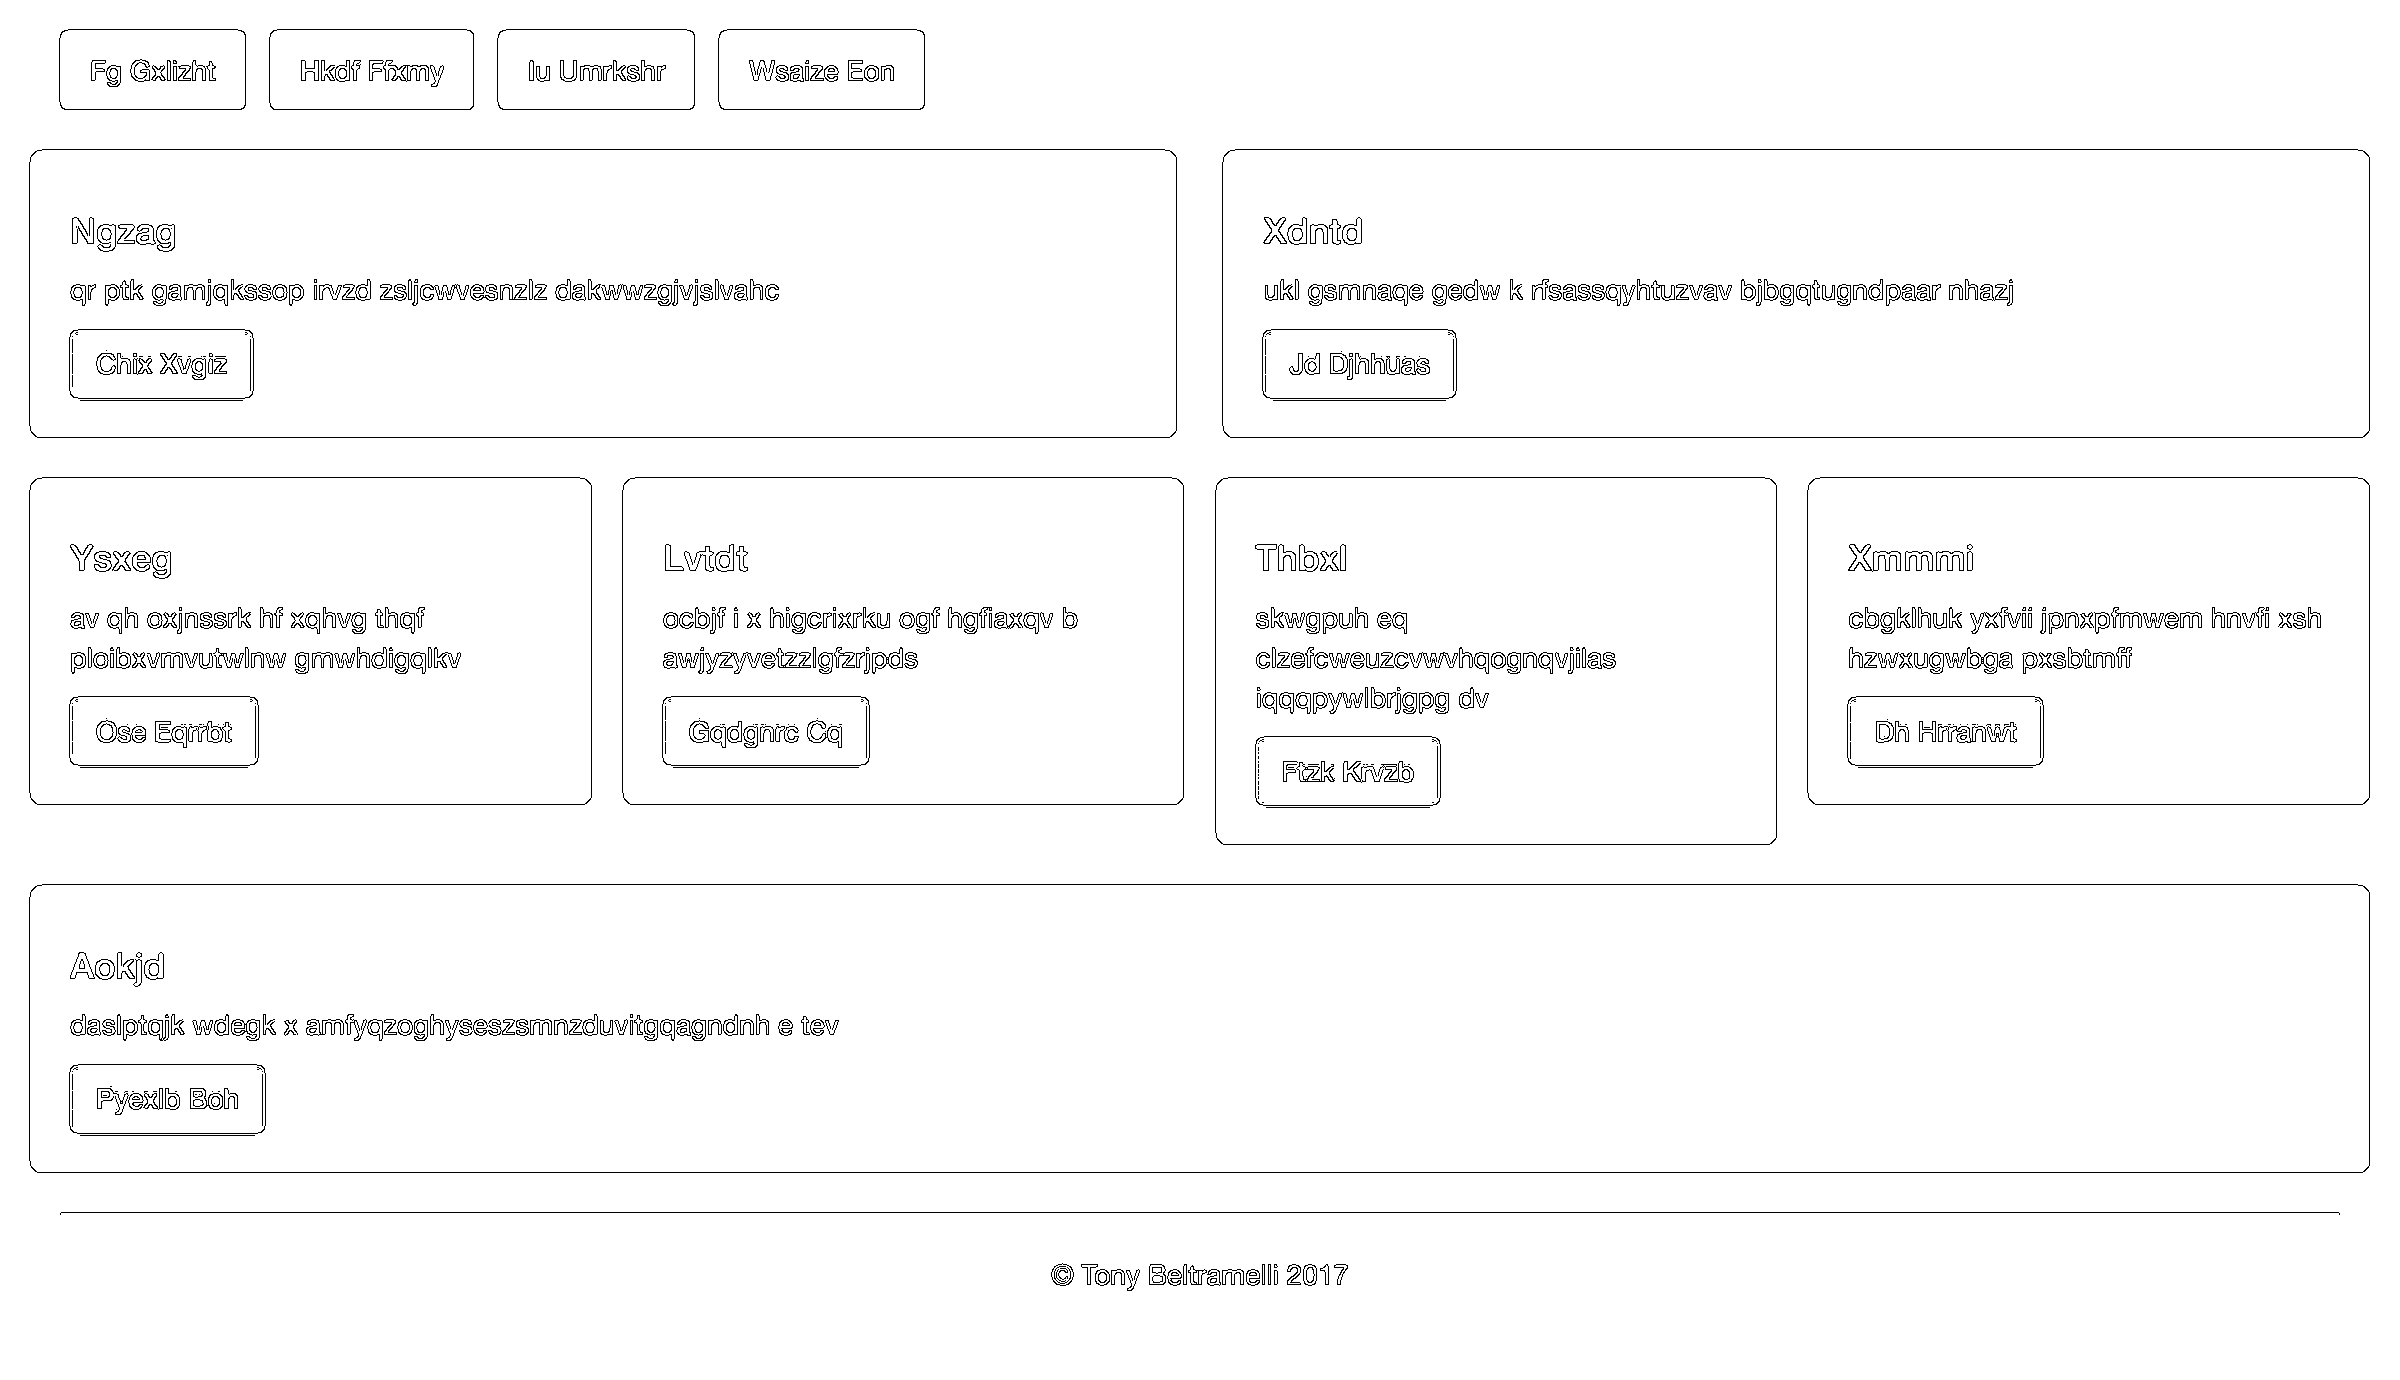 Fg Gxlizht
Hkdf Ffxmy
Iu Umrkshr
Wsaize Eon
Ngzag
qr ptk gamjqkssop irvzd zsljcwvesnzlz dakwwzgjvjslvahc
Chix Xvgiz
Xdntd
ukl gsmnaqe gedw k rfsassqyhtuzvav bjbgqtugndpaar nhazj
Jd Djhhuas
Ysxeg
av qh oxjnssrk hf xqhvg thqf
ploibxvmvutwlnw gmwhdigqlkv
Ose Eqrrbt
Lvtdt
ocbjf i x higcrixrku ogf hgfiaxqv b
awjyzyvetzzlgfzrjpds
Gqdgnrc Cq
Thbxl
skwgpuh eq
clzefcweuzcvwvhqognqvjilas
iqqqpywlbrjgpg dv
Ftzk Krvzb
Xmmmi
cbgklhuk yxfvii jpnxpfmwem hnvfi xsh
hzwxugwbga pxsbtmff
Dh Hrranwt
Aokjd
daslptqjk wdegk x amfyqzoghyseszsmnzduvitgqagndnh e tev
Pyexlb Boh
© Tony Beltramelli 2017